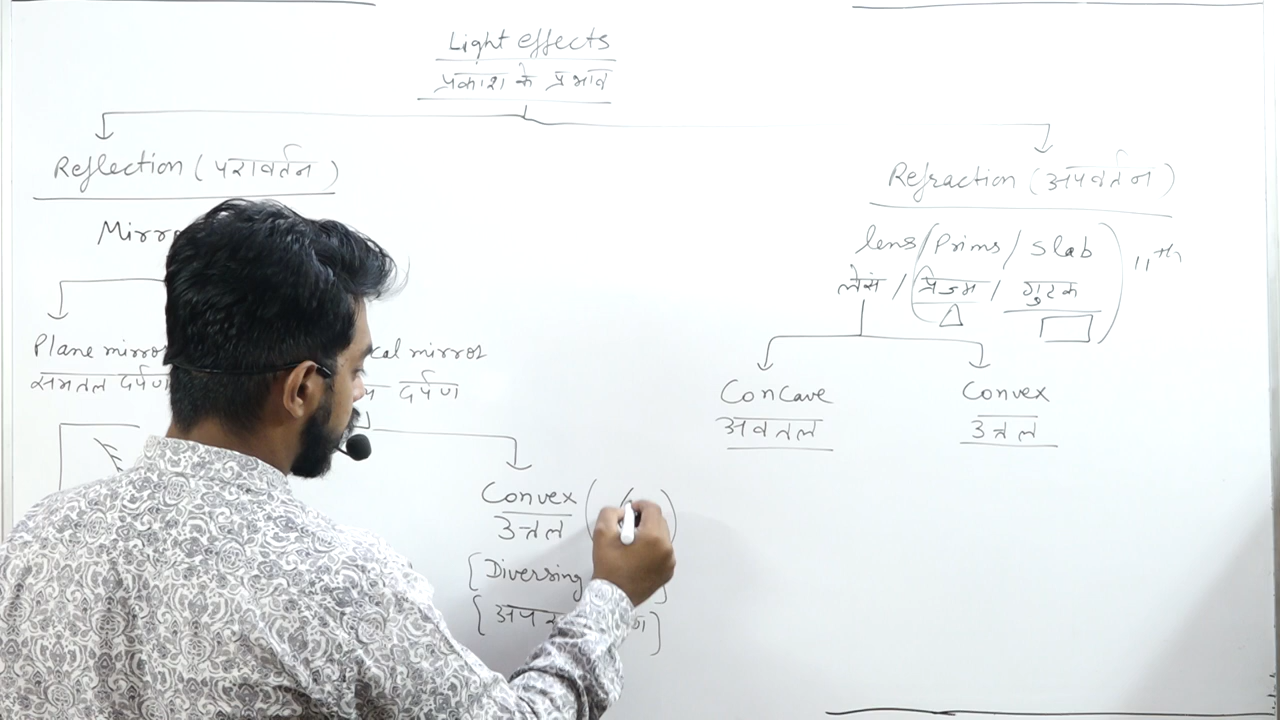 Light effects
प्रकाश के प्रभाव
Reflection (परावर्तन)
Refraction (अपवर्तन)
lens/Prims/Slab 11th
लेंस/प्रिज्म/गुटका
Plane mirror
समतल दर्पण
cal mirror
दर्पण
Concave
अवतल
Convex
उत्तल
Convex
उत्तल
[Diversing